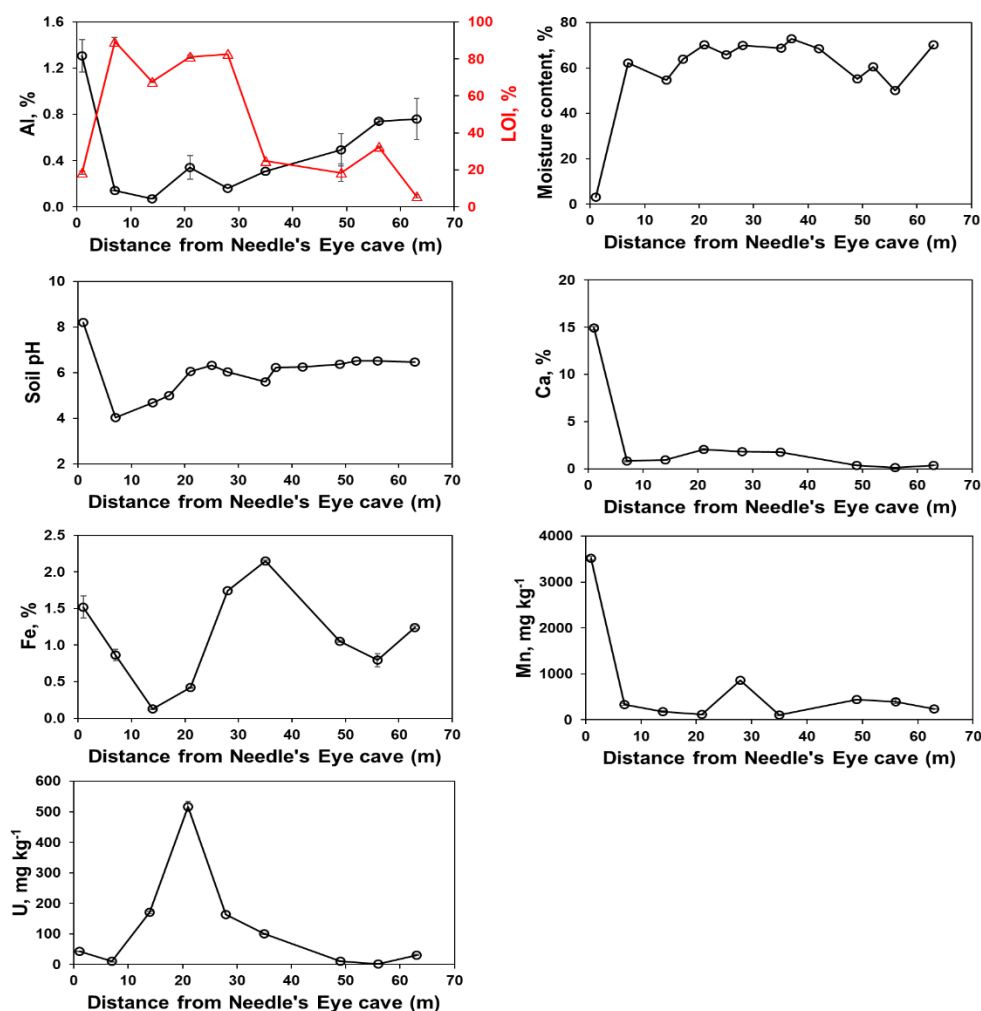 1.6
1.2
0.8
0.4
0.0
Al, %
100
80
60
40
20
0
LOI, %
0 10 20 30 40 50 60 70
Distance from Needle's Eye cave (m)
80
60
40
20
0
Moisture content, %
0 10 20 30 40 50 60 70
Distance from Needle's Eye cave (m)
10
8
6
4
2
Soil pH
0 10 20 30 40 50 60 70
Distance from Needle's Eye cave (m)
20
15
10
5
0
Ca, %
0 10 20 30 40 50 60 70
Distance from Needle's Eye cave (m)
2.5
2.0
1.5
1.0
0.5
0.0
Fe, %
0 10 20 30 40 50 60 70
Distance from Needle's Eye cave (m)
4000
3000
2000
1000
0
Mn, mg kg⁻¹
0 10 20 30 40 50 60 70
Distance from Needle's Eye cave (m)
600
500
400
300
200
100
0
U, mg kg⁻¹
0 10 20 30 40 50 60 70
Distance from Needle's Eye cave (m)